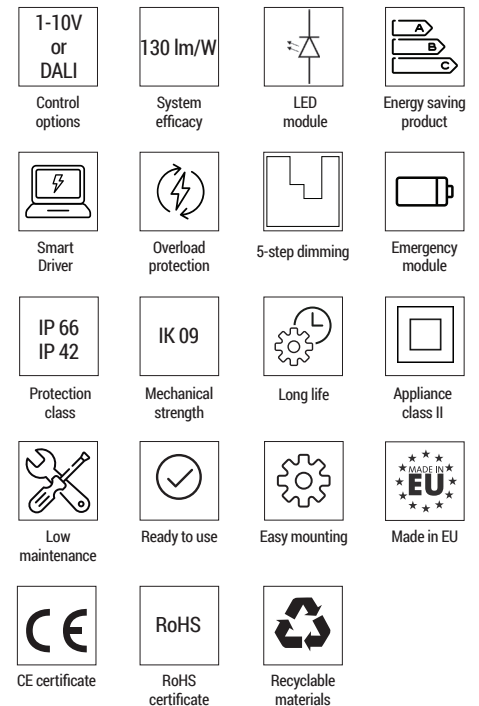 1-10V
or
DALI
Control
options
130 lm/W
System
efficacy
LED
module
A
B
C
Energy saving
product
Smart
Driver
Overload
protection
5-step dimming
Emergency
module
IP 66
IP 42
Protection
class
IK 09
Mechanical
strength
Long life
Appliance
class II
Low
maintenance
Ready to use
Easy mounting
MADE IN
EU
Made in EU
CE
CE certificate
RoHS
RoHS
certificate
Recyclable
materials